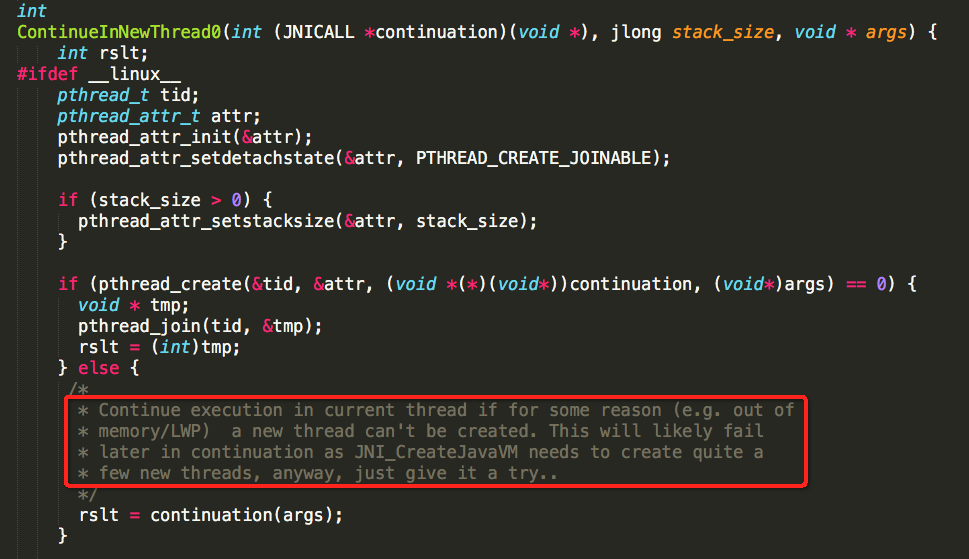 int
ContinueInNewThread0(int (JNICALL *continuation)(void *), jlong stack_size, void * args) {
    int rslt;
#ifdef __linux__
    pthread_t tid;
    pthread_attr_t attr;
    pthread_attr_init(&attr);
    pthread_attr_setdetachstate(&attr, PTHREAD_CREATE_JOINABLE);

    if (stack_size > 0) {
      pthread_attr_setstacksize(&attr, stack_size);
    }

    if (pthread_create(&tid, &attr, (void *(*)(void*))continuation, (void*)args) == 0) {
      void * tmp;
      pthread_join(tid, &tmp);
      rslt = (int)tmp;
    } else {
     /*
      * Continue execution in current thread if for some reason (e.g. out of
      * memory/LWP)  a new thread can't be created. This will likely fail
      * later in continuation as JNI_CreateJavaVM needs to create quite a
      * few new threads, anyway, just give it a try..
      */
      rslt = continuation(args);
    }